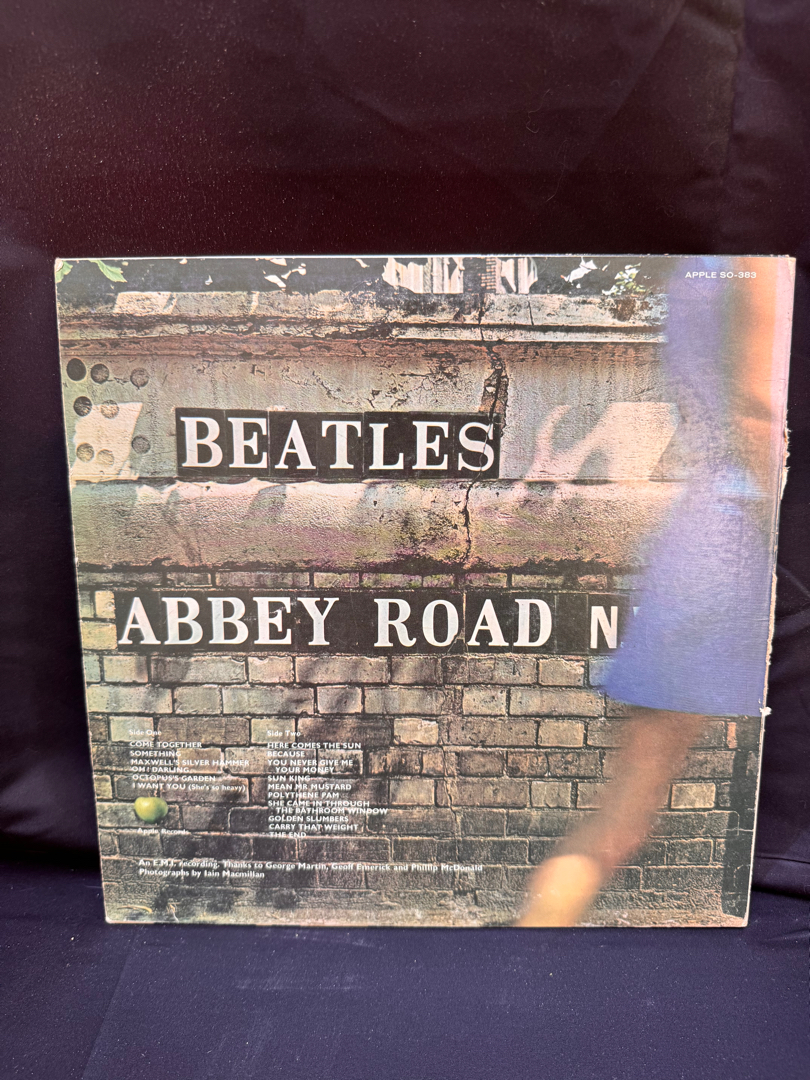 APPLE SO-383
BEATLES
ABBEY ROAD N
Side One
COME TOGETHER
SOMETHING
MAXWELL'S SILVER HAMMER
OH! DARLING
OCTOPUS'S GARDEN
I WANT YOU (She's so heavy)
Side Two
HERE COMES THE SUN
BECAUSE
YOU NEVER GIVE ME
YOUR MONEY
SUN KING
MEAN MR MUSTARD
POLYTHENE PAM
SHE CAME IN THROUGH
THE BATHROOM WINDOW
GOLDEN SLUMBERS
CARRY THAT WEIGHT
THE END
Apple Records
An E.M.I. recording. Thanks to George Martin, Geoff Emerick and Phillip McDonald
Photographs by Iain Macmillan